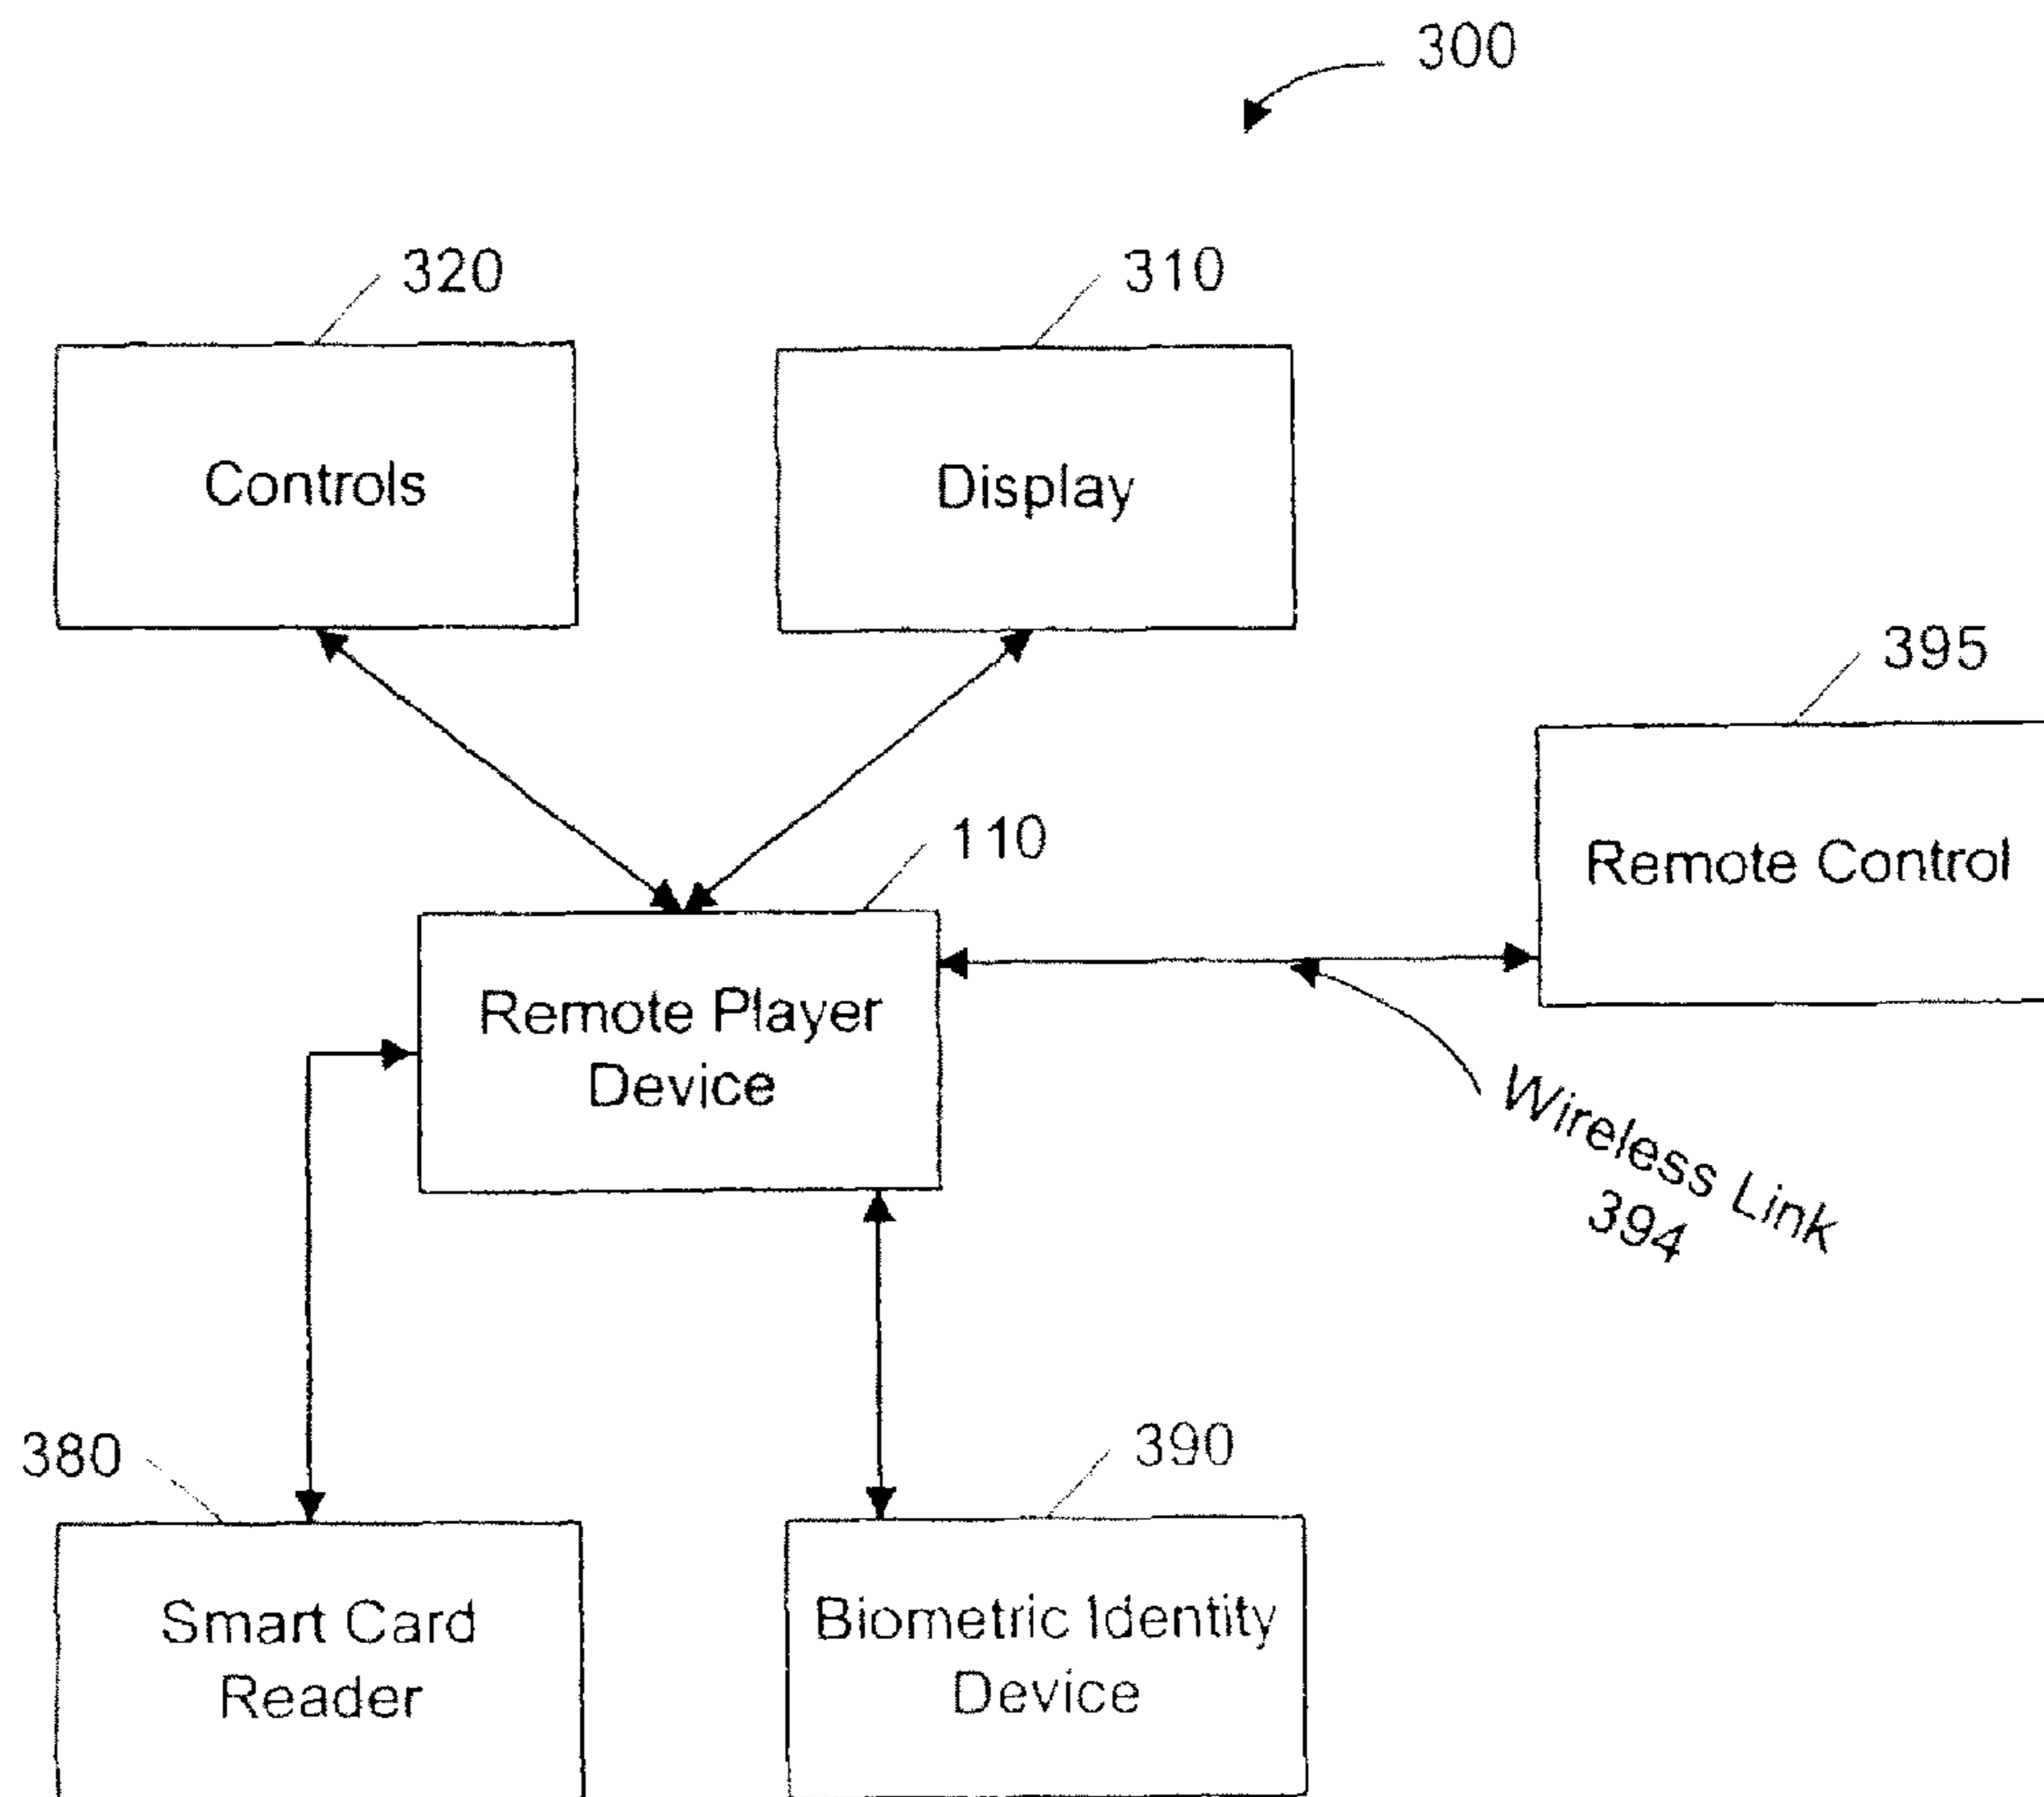 300
320
310
Controls
Display
395
Remote Control
110
Remote Player
Device
Wireless Link
394
380
390
Smart Card
Reader
Biometric Identity
Device